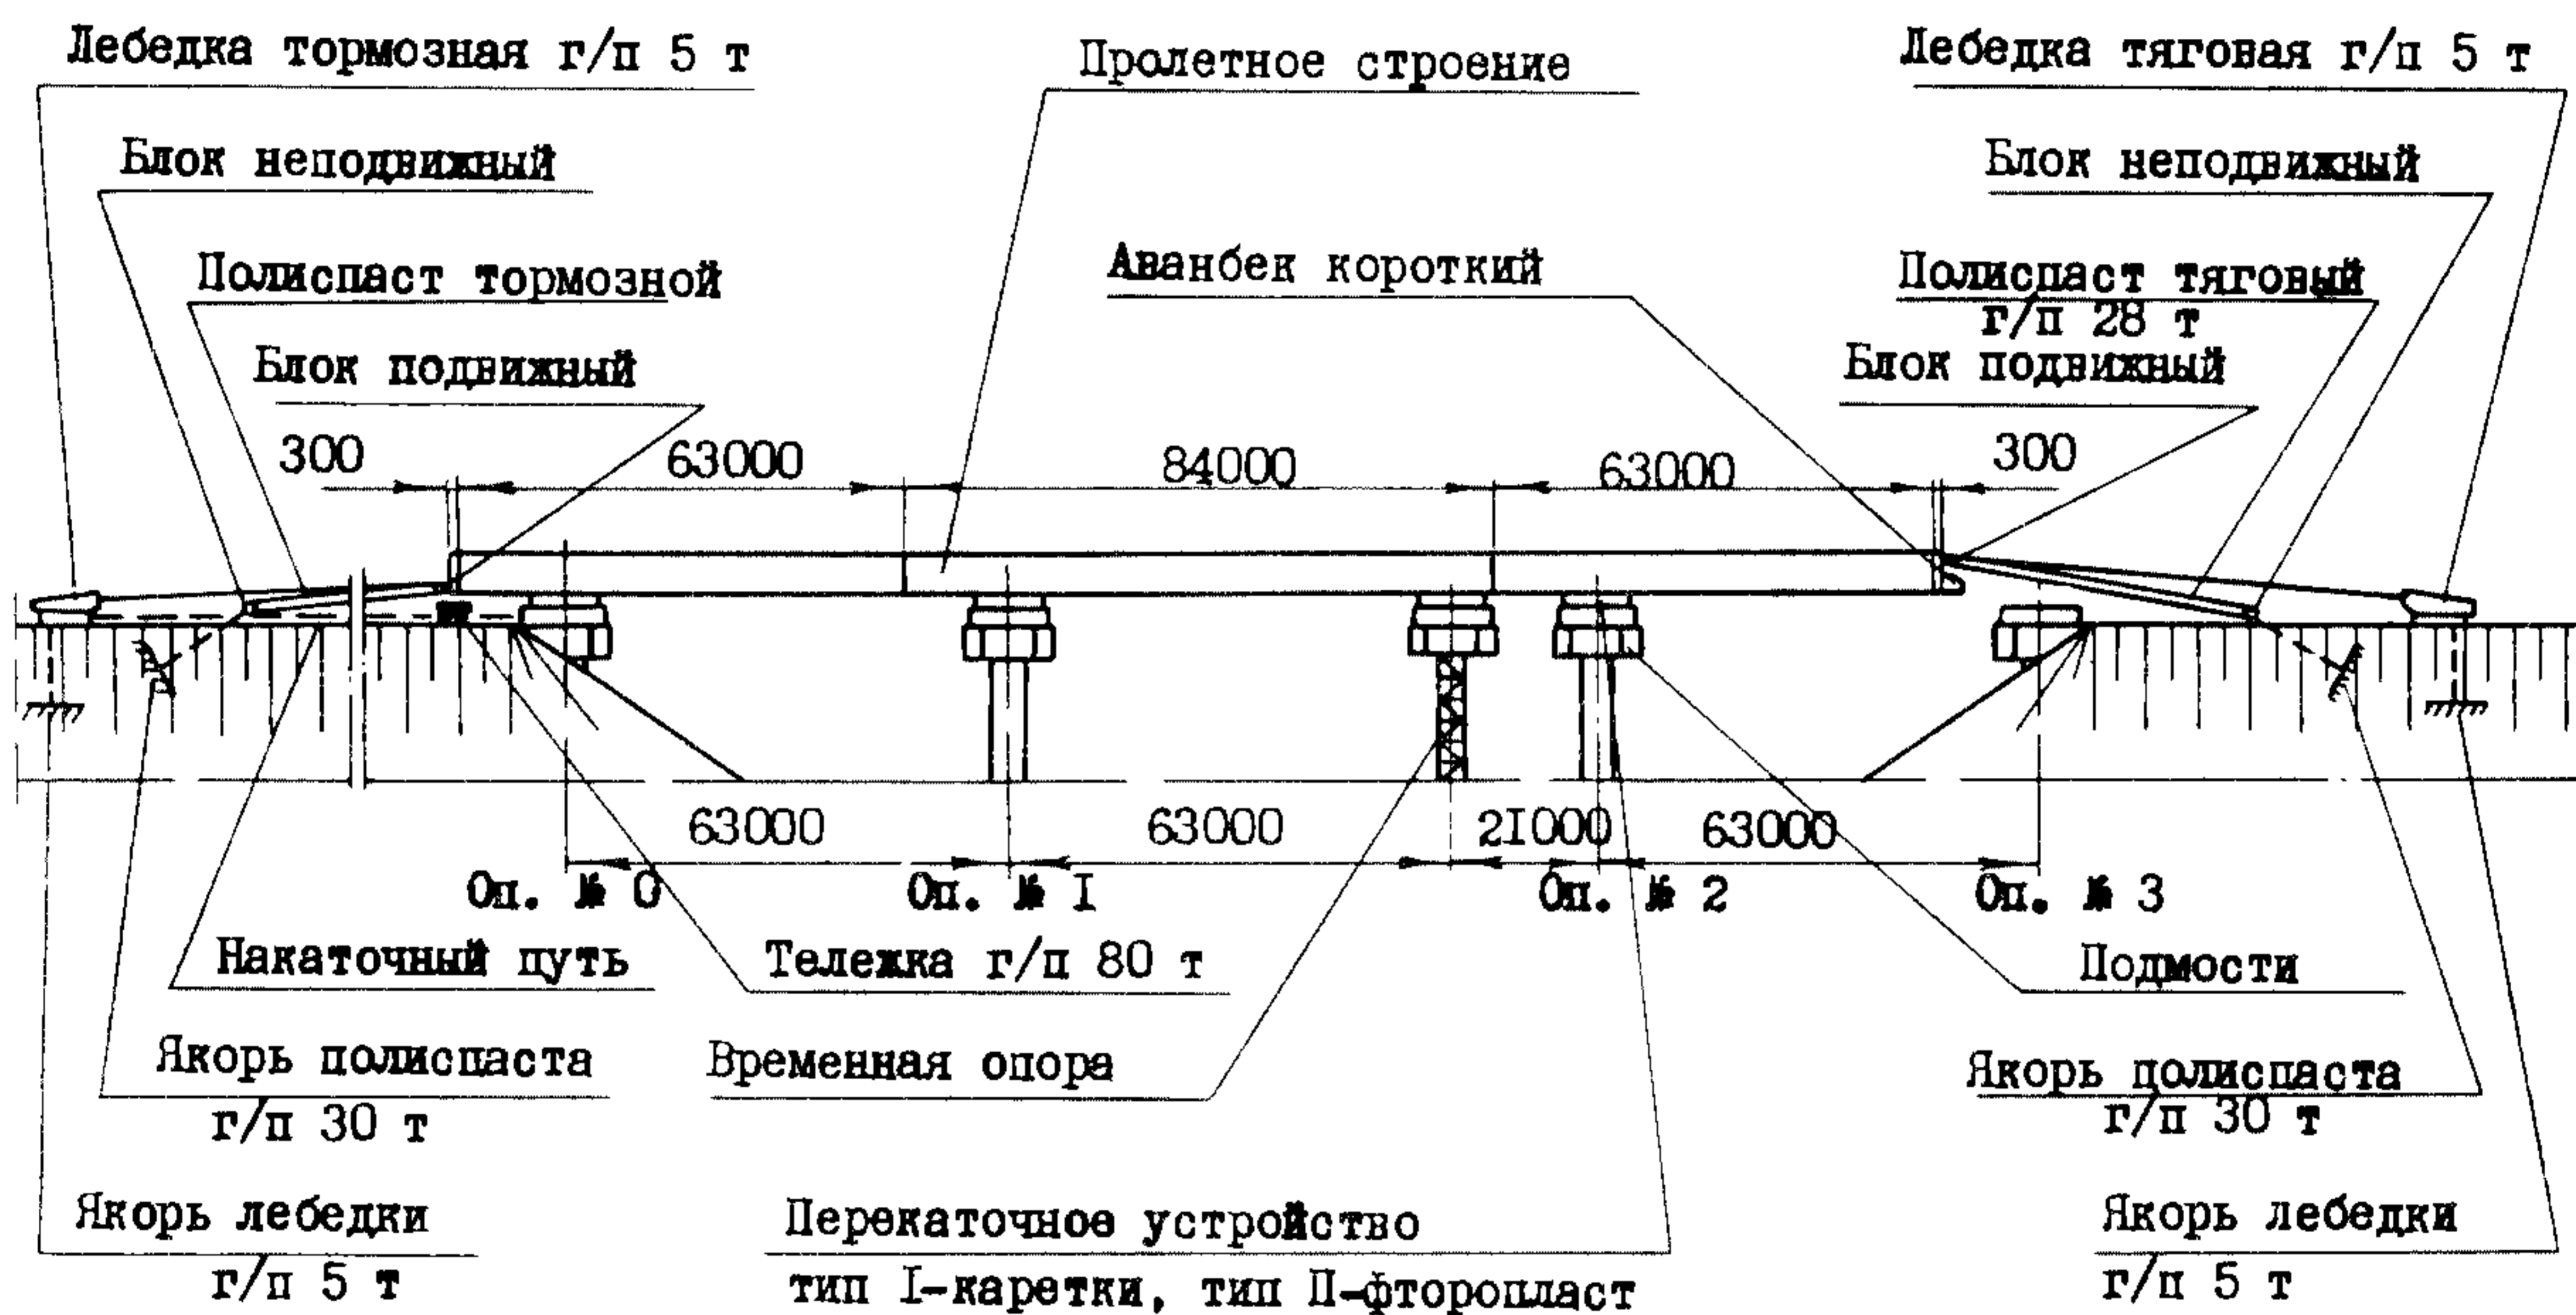 Лебедка тормозная г/п 5 т
Пролетное строение
Лебедка тяговая г/п 5 т
Блок неподвижный
Блок неподвижный
Полиспаст тормозной
Аванбек короткий
Полиспаст тяговый
г/п 28 т
Блок подвижный
Блок подвижный
300
63000
84000
63000
300
63000
63000
21000
63000
Оп. № 0
Оп. № I
Оп. № 2
Оп. № 3
Накаточный путь
Тележка г/п 80 т
Подмости
Якорь полиспаста
г/п 30 т
Временная опора
Якорь полиспаста
г/п 30 т
Якорь лебедки
г/п 5 т
Перекаточное устройство
тип I-каретки, тип П-фторопласт
Якорь лебедки
г/п 5 т